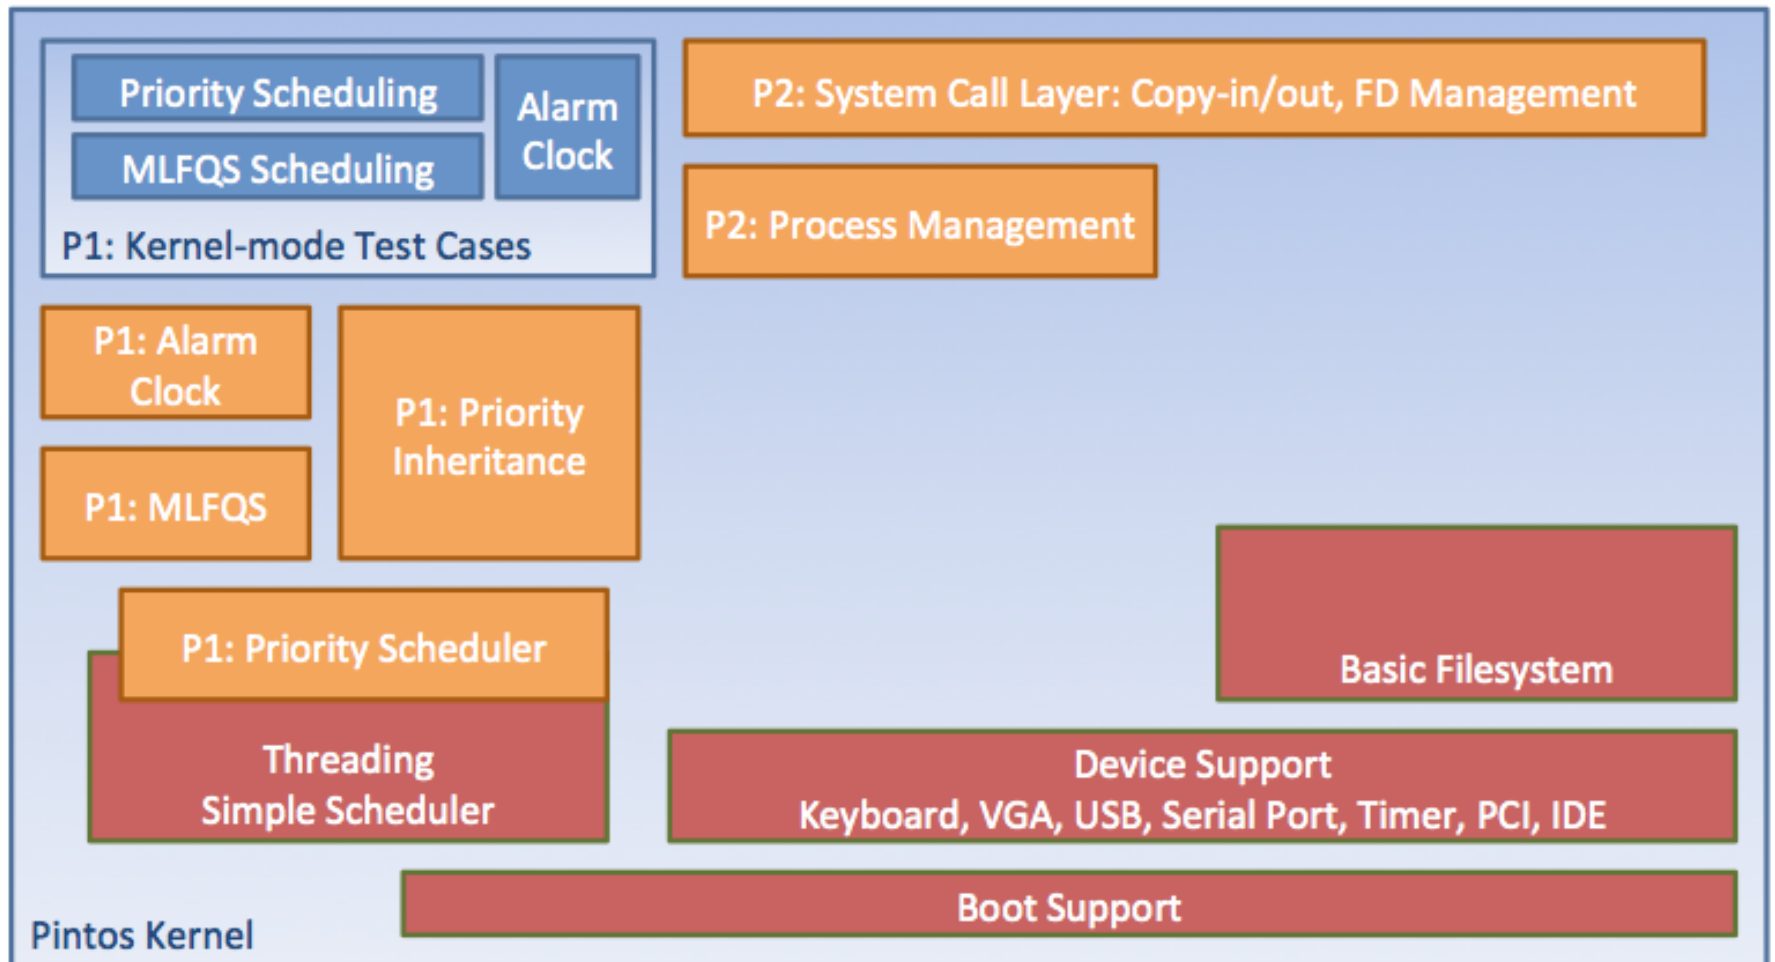 Priority Scheduling
MLFQS Scheduling
Alarm
Clock
P1: Kernel-mode Test Cases
P2: System Call Layer: Copy-in/out, FD Management
P2: Process Management
P1: Alarm
Clock
P1: Priority
Inheritance
P1: MLFQS
P1: Priority Scheduler
Threading
Simple Scheduler
Basic Filesystem
Device Support
Keyboard, VGA, USB, Serial Port, Timer, PCI, IDE
Boot Support
Pintos Kernel